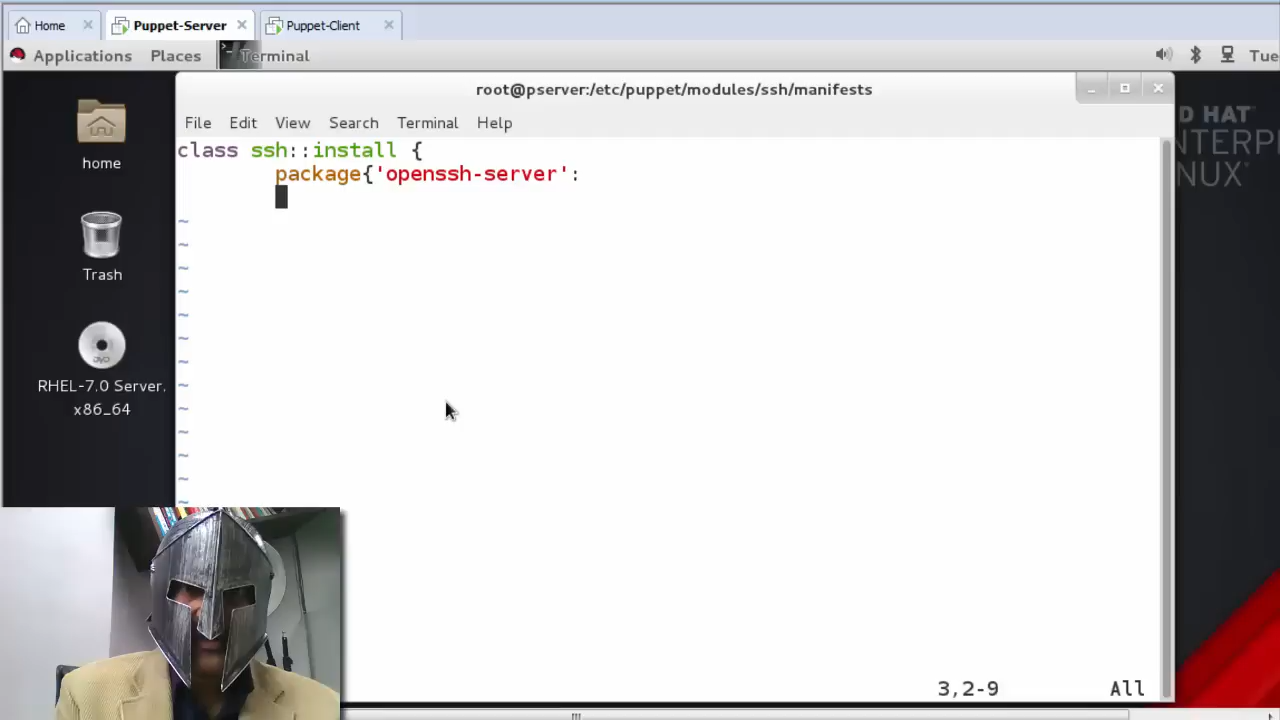 Home
Puppet-Server
Puppet-Client
Applications Places Terminal Tue
root@pserver:/etc/puppet/modules/ssh/manifests
File Edit View Search Terminal Help
class ssh::install {
package{'openssh-server':
~
~
~
~
~
~
~
~
~
~
~
~
~
3,2-9 All
home
Trash
RHEL-7.0 Server.
x86_64
D HAT
NTERPR
NUX